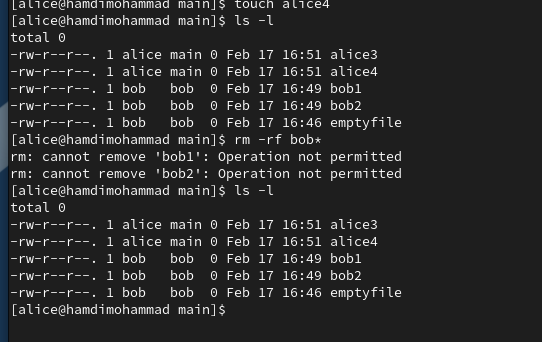 [alice@hamdimohammad main]$ touch alice4
[alice@hamdimohammad main]$ ls -l
total 0
-rw-r--r--. 1 alice main 0 Feb 17 16:51 alice3
-rw-r--r--. 1 alice main 0 Feb 17 16:51 alice4
-rw-r--r--. 1 bob   bob  0 Feb 17 16:49 bob1
-rw-r--r--. 1 bob   bob  0 Feb 17 16:49 bob2
-rw-r--r--. 1 bob   bob  0 Feb 17 16:46 emptyfile
[alice@hamdimohammad main]$ rm -rf bob*
rm: cannot remove 'bob1': Operation not permitted
rm: cannot remove 'bob2': Operation not permitted
[alice@hamdimohammad main]$ ls -l
total 0
-rw-r--r--. 1 alice main 0 Feb 17 16:51 alice3
-rw-r--r--. 1 alice main 0 Feb 17 16:51 alice4
-rw-r--r--. 1 bob   bob  0 Feb 17 16:49 bob1
-rw-r--r--. 1 bob   bob  0 Feb 17 16:49 bob2
-rw-r--r--. 1 bob   bob  0 Feb 17 16:46 emptyfile
[alice@hamdimohammad main]$